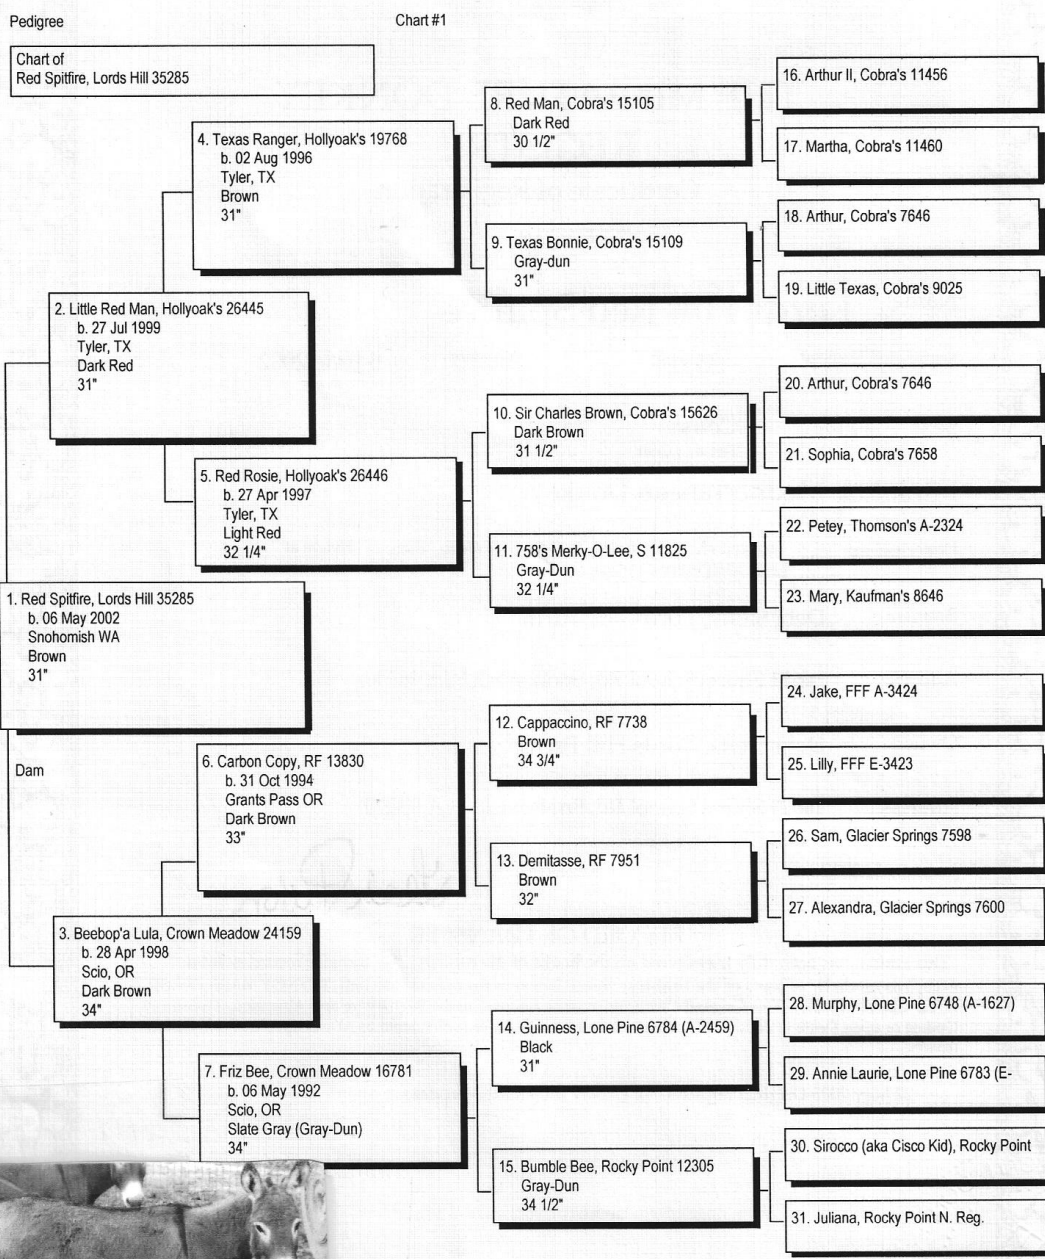 Pedigree
Chart #1
Chart of
Red Spitfire, Lords Hill 35285
1. Red Spitfire, Lords Hill 35285
b. 06 May 2002
Snohomish WA
Brown
31"
Dam
2. Little Red Man, Hollyoak's 26445
b. 27 Jul 1999
Tyler, TX
Dark Red
31"
3. Beebop'a Lula, Crown Meadow 24159
b. 28 Apr 1998
Scio, OR
Dark Brown
34"
4. Texas Ranger, Hollyoak's 19768
b. 02 Aug 1996
Tyler, TX
Brown
31"
5. Red Rosie, Hollyoak's 26446
b. 27 Apr 1997
Tyler, TX
Light Red
32 1/4"
6. Carbon Copy, RF 13830
b. 31 Oct 1994
Grants Pass OR
Dark Brown
33"
7. Friz Bee, Crown Meadow 16781
b. 06 May 1992
Scio, OR
Slate Gray (Gray-Dun)
34"
8. Red Man, Cobra's 15105
Dark Red
30 1/2"
9. Texas Bonnie, Cobra's 15109
Gray-dun
31"
10. Sir Charles Brown, Cobra's 15626
Dark Brown
31 1/2"
11. 758's Merky-O-Lee, S 11825
Gray-Dun
32 1/4"
12. Cappaccino, RF 7738
Brown
34 3/4"
13. Demitasse, RF 7951
Brown
32"
14. Guinness, Lone Pine 6784 (A-2459)
Black
31"
15. Bumble Bee, Rocky Point 12305
Gray-Dun
34 1/2"
16. Arthur II, Cobra's 11456
17. Martha, Cobra's 11460
18. Arthur, Cobra's 7646
19. Little Texas, Cobra's 9025
20. Arthur, Cobra's 7646
21. Sophia, Cobra's 7658
22. Petey, Thomson's A-2324
23. Mary, Kaufman's 8646
24. Jake, FFF A-3424
25. Lilly, FFF E-3423
26. Sam, Glacier Springs 7598
27. Alexandra, Glacier Springs 7600
28. Murphy, Lone Pine 6748 (A-1627)
29. Annie Laurie, Lone Pine 6783 (E-
30. Sirocco (aka Cisco Kid), Rocky Point
31. Juliana, Rocky Point N. Reg.